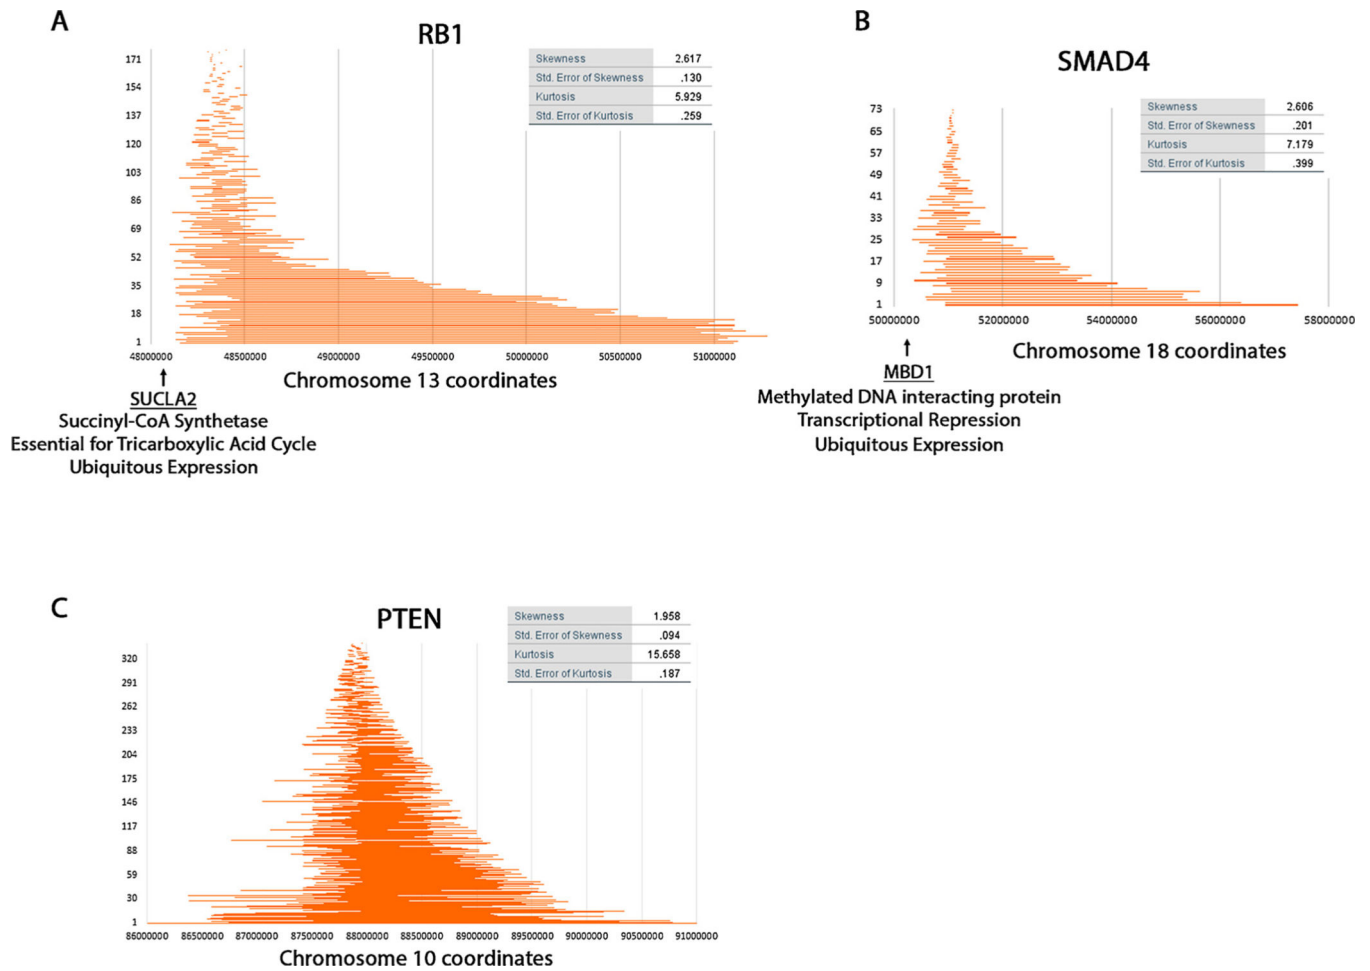 A
RB1
Skewness 2.617
Std. Error of Skewness .130
Kurtosis 5.929
Std. Error of Kurtosis .259
171
154
137
120
103
85
69
52
35
18
1
48000000 48500000 49000000 49500000 50000000 50500000 51000000
Chromosome 13 coordinates
SUCLA2
Succinyl-CoA Synthetase
Essential for Tricarboxylic Acid Cycle
Ubiquitous Expression
B
SMAD4
Skewness 2.606
Std. Error of Skewness .201
Kurtosis 7.179
Std. Error of Kurtosis .399
73
65
57
49
41
33
25
17
9
1
50000000 52000000 54000000 56000000 58000000
Chromosome 18 coordinates
MBD1
Methylated DNA interacting protein
Transcriptional Repression
Ubiquitous Expression
C
PTEN
Skewness 1.958
Std. Error of Skewness .094
Kurtosis 15.658
Std. Error of Kurtosis .187
320
291
262
233
204
175
146
117
88
59
30
1
86000000 86500000 87000000 87500000 88000000 88500000 89000000 89500000 90000000 90500000 91000000
Chromosome 10 coordinates